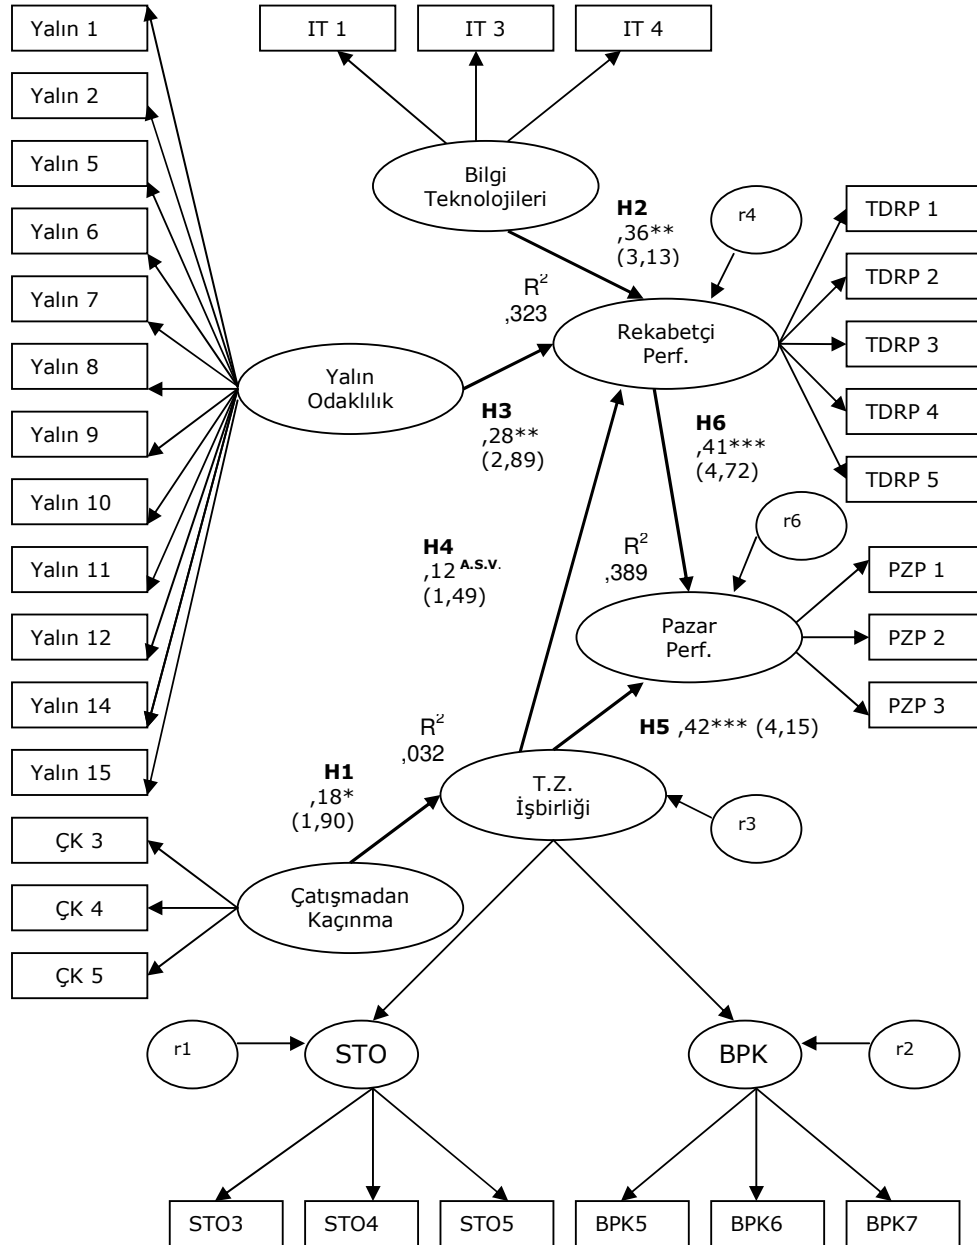 Yalın 1
IT 1
IT 3
IT 4
Yalın 2
Yalın 5
Yalın 6
Yalın 7
Yalın 8
Yalın 9
Yalın 10
Yalın 11
Yalın 12
Yalın 14
Yalın 15
Bilgi
Teknolojileri
H2
,36**
(3,13)
r4
TDRP 1
TDRP 2
TDRP 3
TDRP 4
TDRP 5
R²
,323
Rekabetçi
Perf.
Yalın
Odaklılık
H3
,28**
(2,89)
H6
,41***
(4,72)
r6
H4
,12 A.S.V.
(1,49)
R²
,389
Pazar
Perf.
PZP 1
PZP 2
PZP 3
H5 ,42*** (4,15)
R²
,032
H1
,18*
(1,90)
T.Z.
İşbirliği
r3
ÇK 3
ÇK 4
ÇK 5
Çatışmadan
Kaçınma
r1
STO
BPK
r2
STO3
STO4
STO5
BPK5
BPK6
BPK7